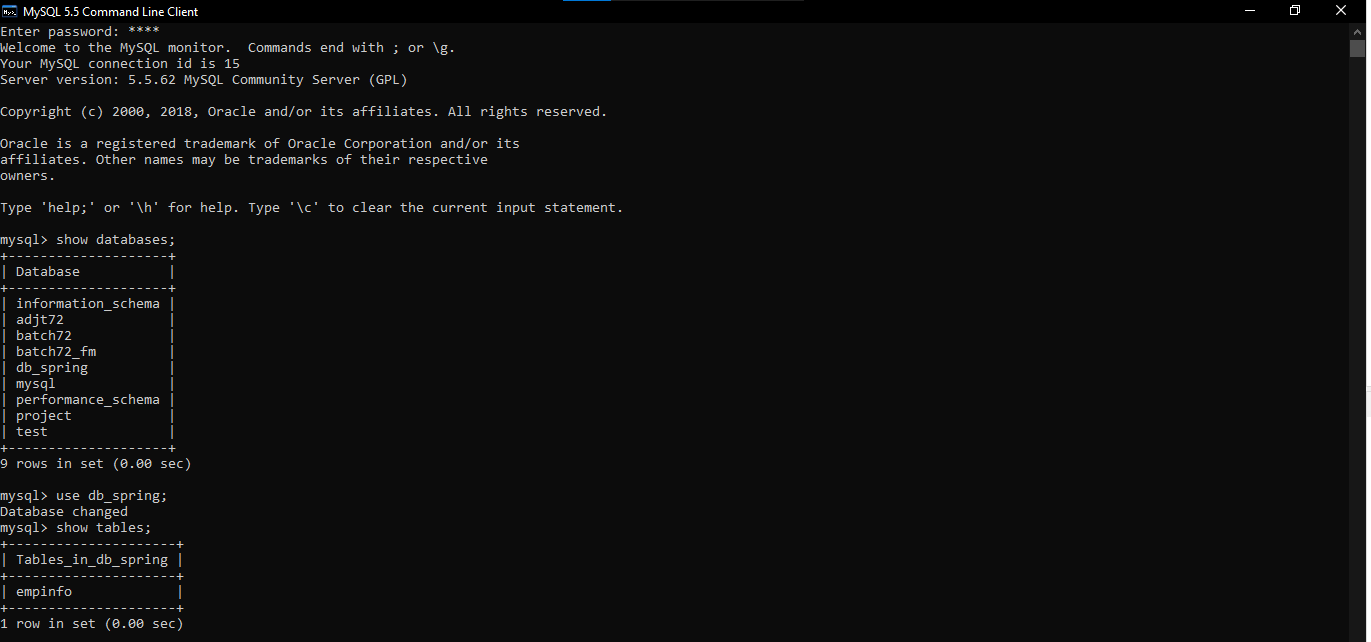 MySQL 5.5 Command Line Client
Enter password: ****
Welcome to the MySQL monitor.  Commands end with ; or \g.
Your MySQL connection id is 15
Server version: 5.5.62 MySQL Community Server (GPL)

Copyright (c) 2000, 2018, Oracle and/or its affiliates. All rights reserved.

Oracle is a registered trademark of Oracle Corporation and/or its
affiliates. Other names may be trademarks of their respective
owners.

Type 'help;' or '\h' for help. Type '\c' to clear the current input statement.

mysql> show databases;
+--------------------+
| Database           |
+--------------------+
| information_schema |
| adjt72             |
| batch72            |
| batch72_fm         |
| db_spring          |
| mysql              |
| performance_schema |
| project            |
| test               |
+--------------------+
9 rows in set (0.00 sec)

mysql> use db_spring;
Database changed
mysql> show tables;
+---------------------+
| Tables_in_db_spring |
+---------------------+
| empinfo             |
+---------------------+
1 row in set (0.00 sec)